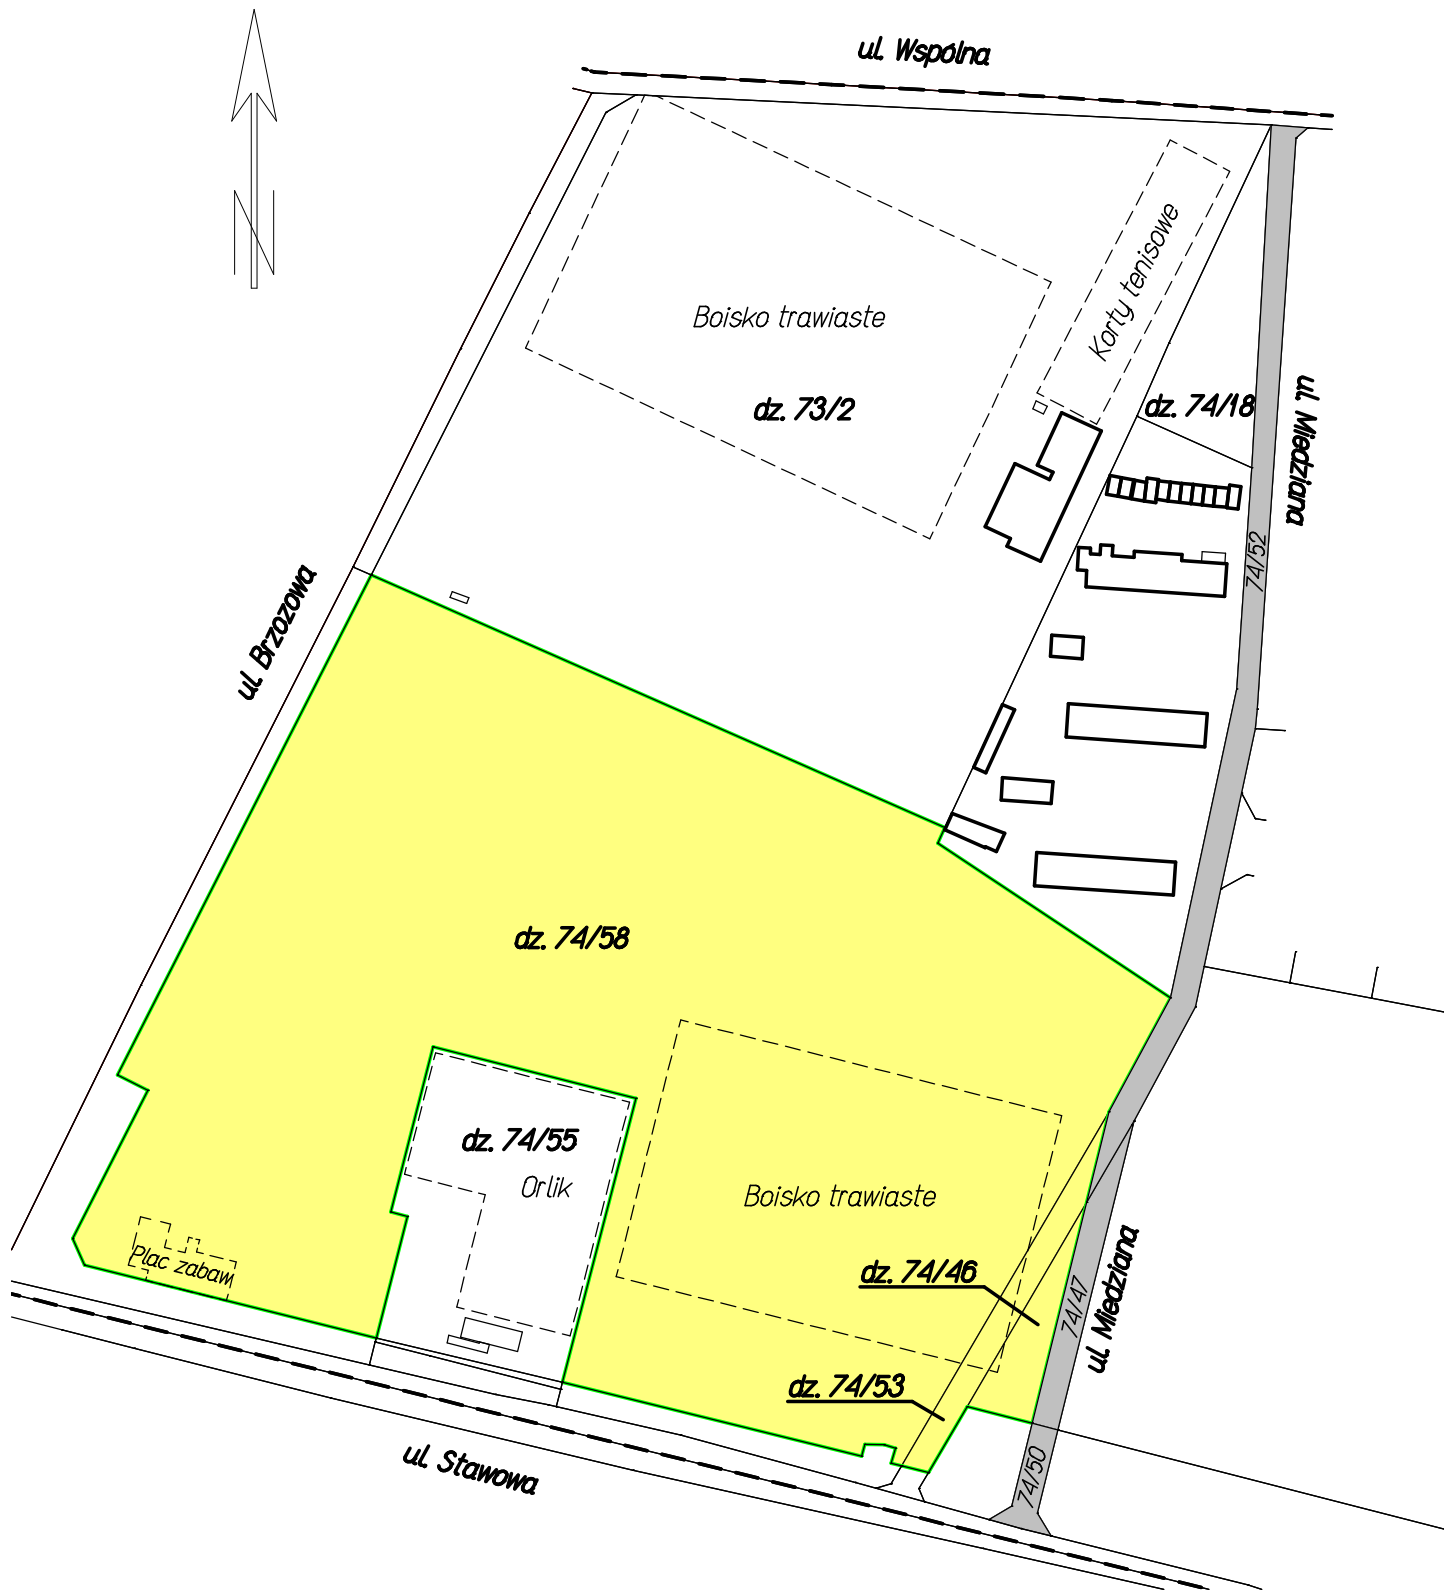 ul. Wspólna
N
Korty tenisowe
Boisko trawiaste
dz. 73/2
dz. 74/18
ul. Miedziana
74/52
ul. Brzozowa
dz. 74/58
dz. 74/55
Orlik
Boisko trawiaste
Plac zabaw
dz. 74/46
74/47
ul. Miedziana
dz. 74/53
ul. Stawowa
74/50